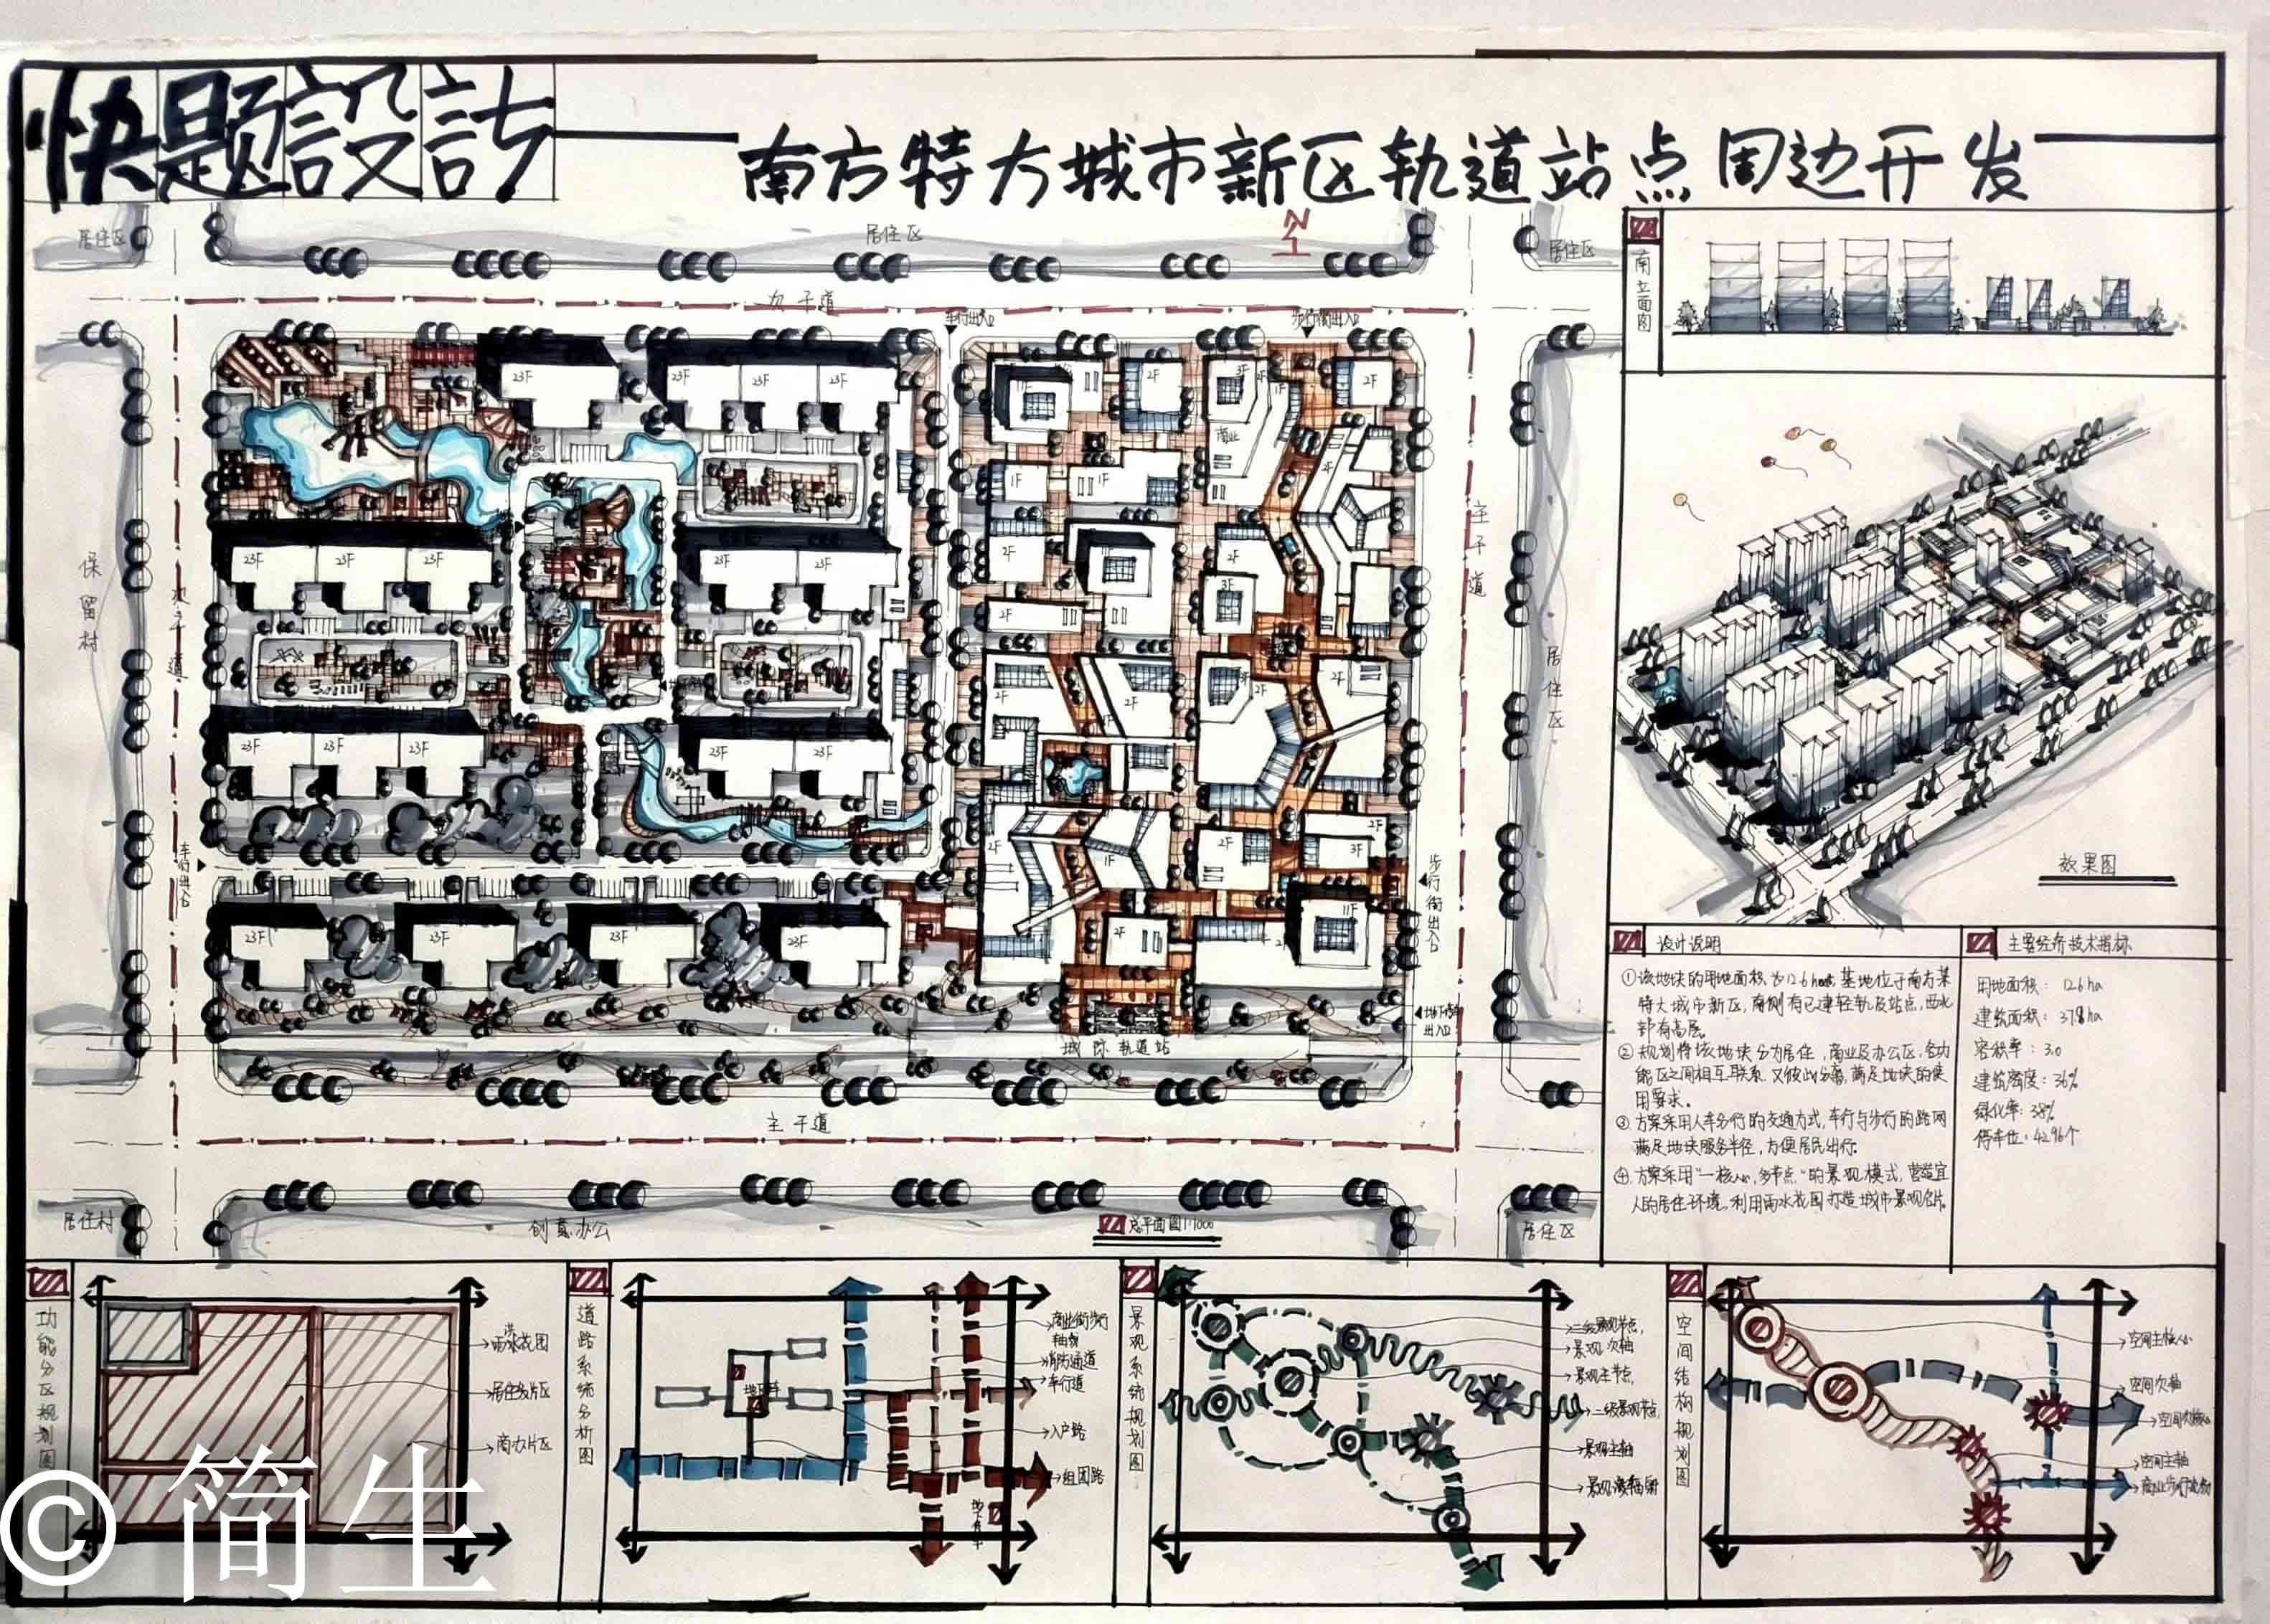 快题設計
南方特大城市新区轨道站点周边开发
N
居住区
居住区
居住区
次干道
车行出入口
步行街出入口
南立面图
23F
23F
23F
23F
2F
3F
2F
1F
2F
商业
1F
1F
2F
保留村
次干道
23F
23F
23F
23F
23F
2F
2F
3F
2F
主干道
居住区
23F
23F
23F
23F
23F
2F
2F
2F
2F
2F
1F
2F
2F
3F
车行出入口
步行街出入口
23F
23F
23F
23F
2F
2F
11F
城际轨道站
地下停车出入口
主干道
居住村
创意办公
总平面图1:1000
居住区
效果图
设计说明
①该地块的用地面积为12.6hm², 基地位于南方某
特大城市新区, 南侧有已建轻轨及站点, 西北
都有高层。
②规划将该地块分为居住, 商业及办公区, 各功
能区之间相互联系又彼此分离, 满足地块的使
用要求。
③方案采用人车分行的交通方式, 车行与步行的路网
满足地块服务半径, 方便居民出行。
④方案采用"一核心, 多节点"的景观模式, 营造宜
人的居住环境, 利用雨水花园打造城市景观名片。
主要经济技术指标
用地面积: 12.6ha
建筑面积: 37.8ha
容积率: 3.0
建筑密度: 36%
绿化率: 38%
停车位: 4296个
功能分区规划图
雨水花园
居住片区
商办片区
道路系统分析图
商业街步行
轴线
消防通道
车行道
入户路
组团路
景观系统规划图
景观次轴
景观主节点
二级景观节点
景观主轴
景观渗透
空间结构规划图
空间主核心
空间次轴
空间次核心
空间主轴
商业步行轴线
© 简生